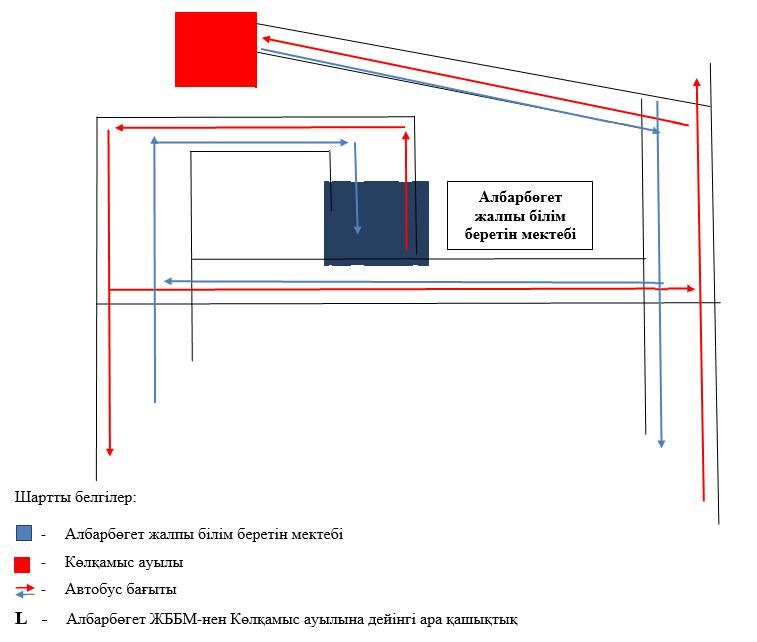 Албарбөгет
жалпы білім
беретін мектебі
Шартты белгілер:
- Албарбөгет жалпы білім беретін мектебі
- Көлқамыс ауылы
- Автобус бағыты
L - Албарбөгет ЖББМ-нен Көлқамыс ауылына дейінгі ара қашықтық